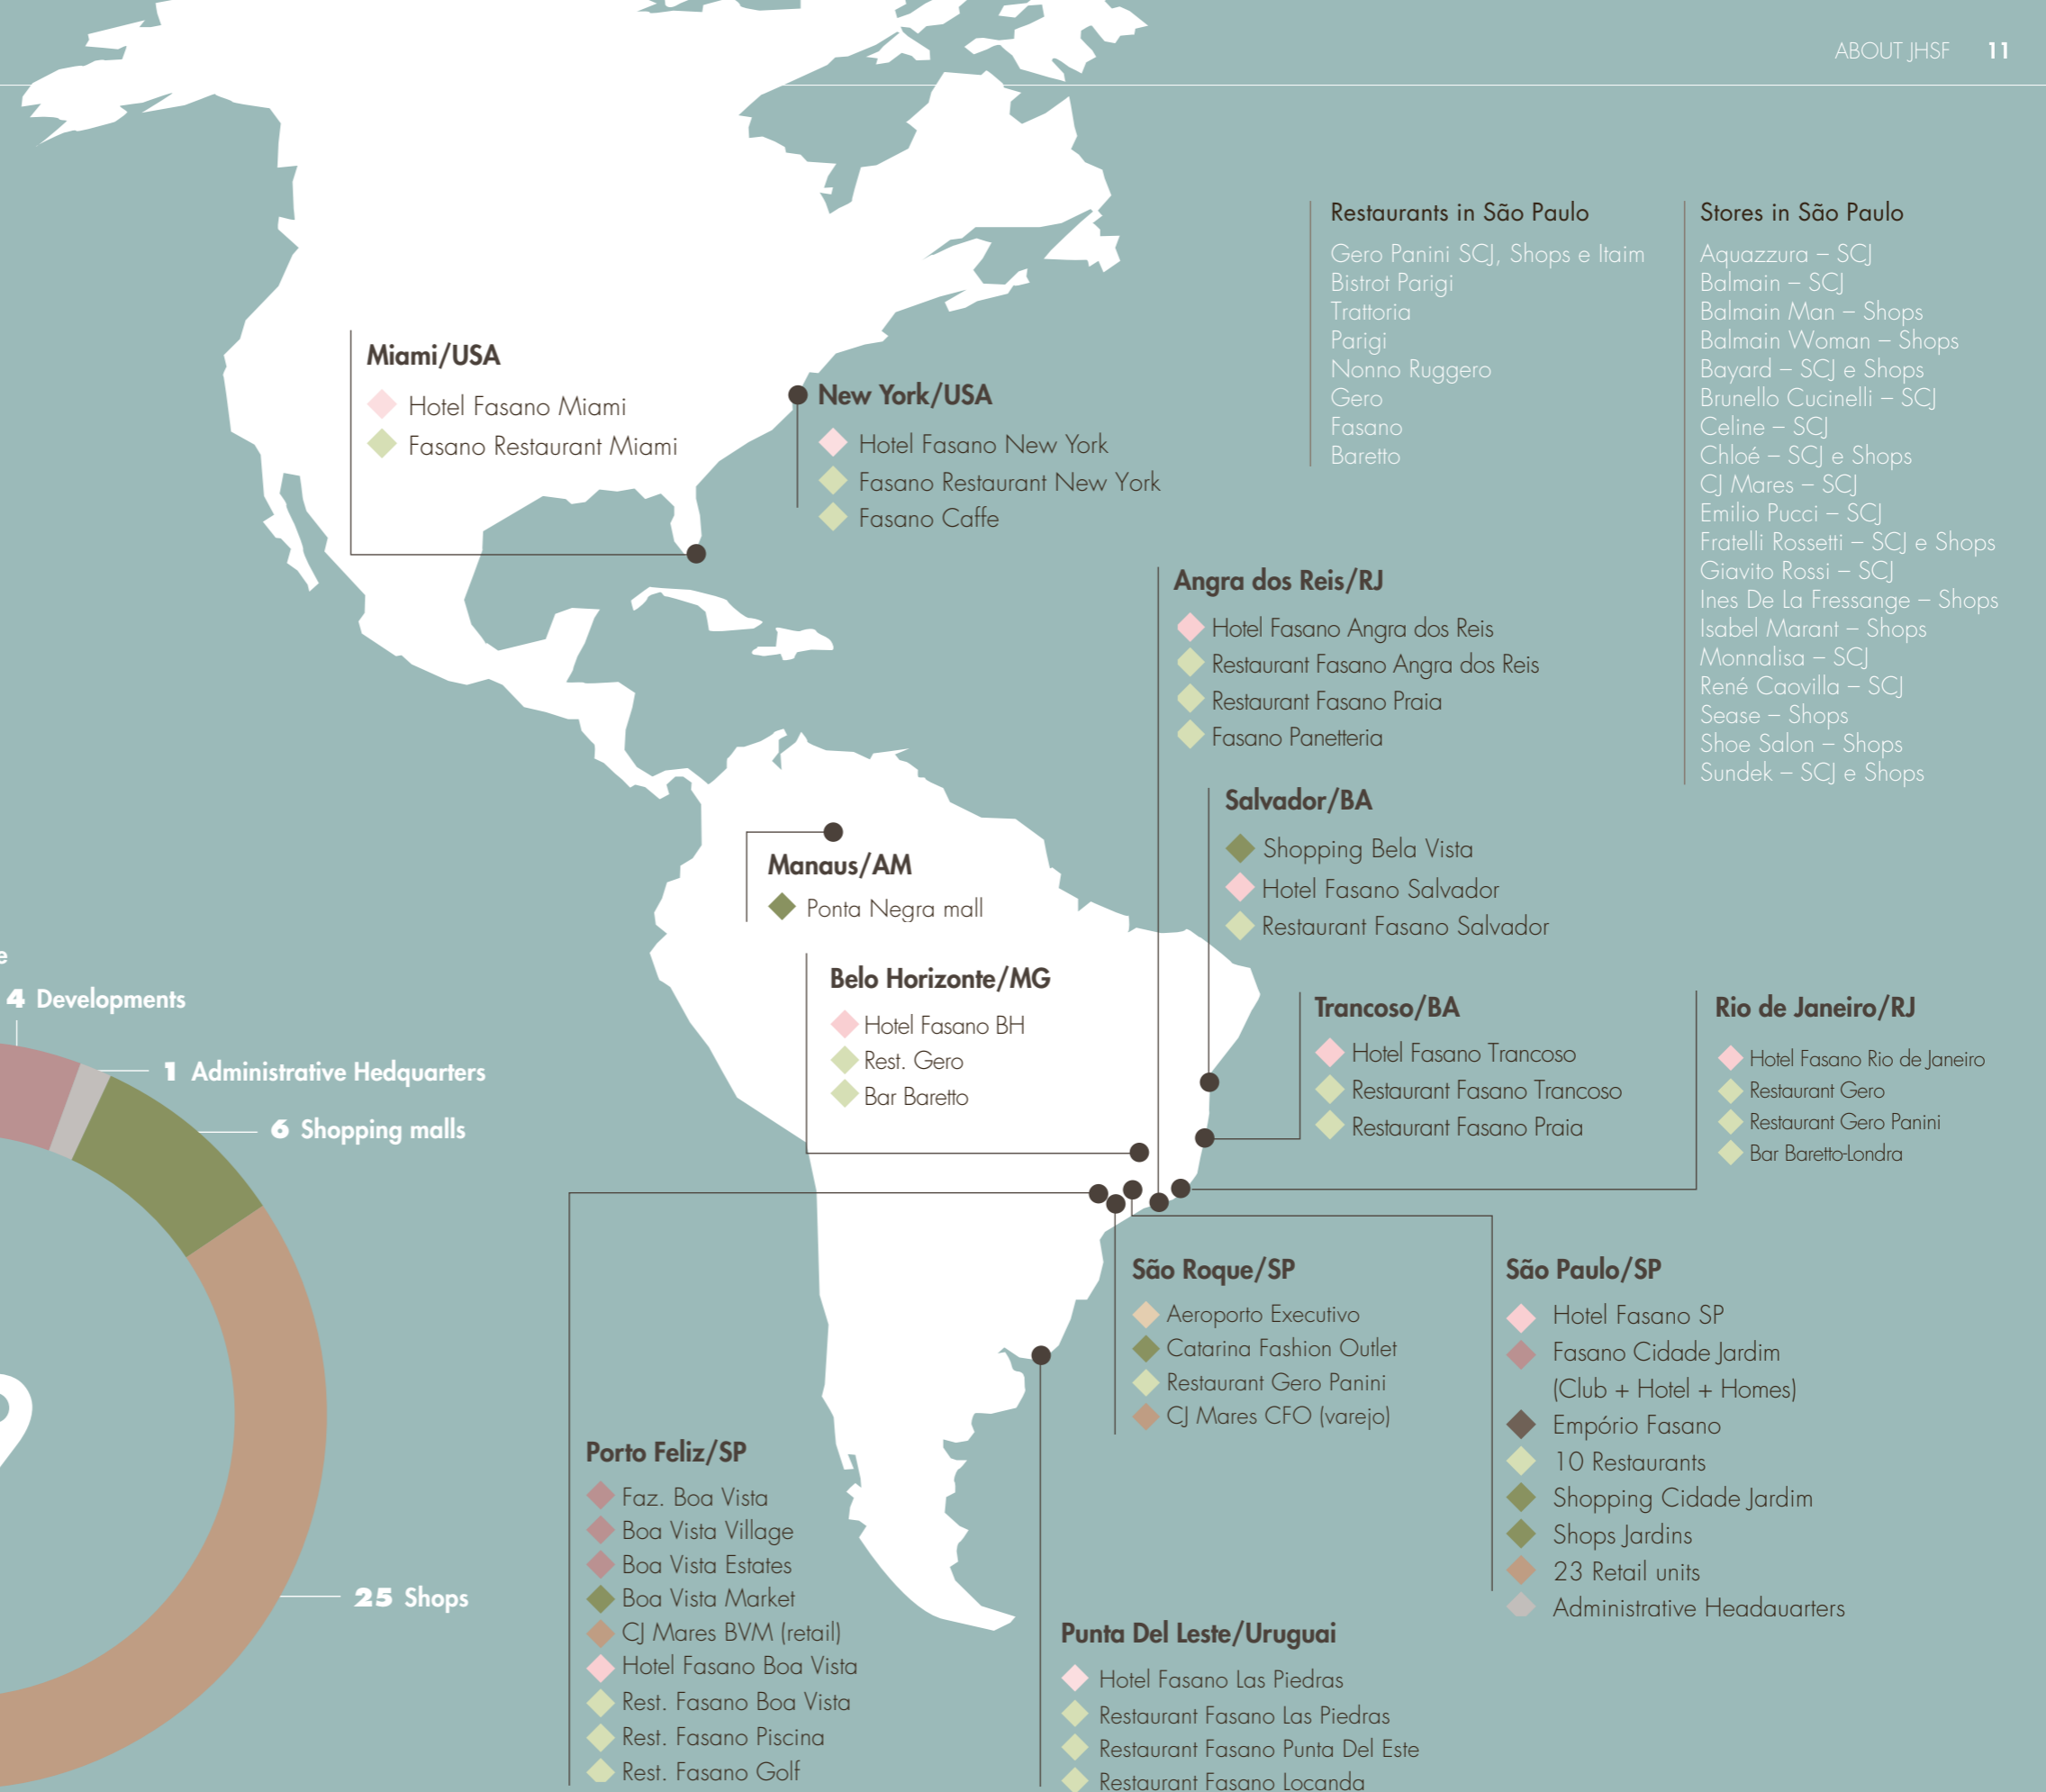 ABOUT JHSF 11
Restaurants in São Paulo
Gero Panini SCJ, Shops e Itaim
Bistrot Parigi
Trattoria
Parigi
Nonno Ruggero
Gero
Fasano
Baretto
Stores in São Paulo
Aquazzura – SCJ
Balmain – SCJ
Balmain Man – Shops
Balmain Woman – Shops
Bayard – SCJ e Shops
Brunello Cucinelli – SCJ
Celine – SCJ
Chloé – SCJ e Shops
CJ Mares – SCJ
Emilio Pucci – SCJ
Fratelli Rossetti – SCJ e Shops
Giavito Rossi – SCJ
Ines De La Fressange – Shops
Isabel Marant – Shops
Monnalisa – SCJ
René Caovilla – SCJ
Sease – Shops
Shoe Salon – Shops
Sundek – SCJ e Shops
Miami/USA
Hotel Fasano Miami
Fasano Restaurant Miami
New York/USA
Hotel Fasano New York
Fasano Restaurant New York
Fasano Caffe
Angra dos Reis/RJ
Hotel Fasano Angra dos Reis
Restaurant Fasano Angra dos Reis
Restaurant Fasano Praia
Fasano Panetteria
Salvador/BA
Shopping Bela Vista
Hotel Fasano Salvador
Restaurant Fasano Salvador
Manaus/AM
Ponta Negra mall
Belo Horizonte/MG
Hotel Fasano BH
Rest. Gero
Bar Baretto
Trancoso/BA
Hotel Fasano Trancoso
Restaurant Fasano Trancoso
Restaurant Fasano Praia
Rio de Janeiro/RJ
Hotel Fasano Rio de Janeiro
Restaurant Gero
Restaurant Gero Panini
Bar Baretto-Londra
4 Developments
1 Administrative Hedquarters
6 Shopping malls
25 Shops
São Roque/SP
Aeroporto Executivo
Catarina Fashion Outlet
Restaurant Gero Panini
CJ Mares CFO (varejo)
São Paulo/SP
Hotel Fasano SP
Fasano Cidade Jardim
(Club + Hotel + Homes)
Empório Fasano
10 Restaurants
Shopping Cidade Jardim
Shops Jardins
23 Retail units
Administrative Headquarters
Porto Feliz/SP
Faz. Boa Vista
Boa Vista Village
Boa Vista Estates
Boa Vista Market
CJ Mares BVM (retail)
Hotel Fasano Boa Vista
Rest. Fasano Boa Vista
Rest. Fasano Piscina
Rest. Fasano Golf
Punta Del Leste/Uruguai
Hotel Fasano Las Piedras
Restaurant Fasano Las Piedras
Restaurant Fasano Punta Del Este
Restaurant Fasano Locanda